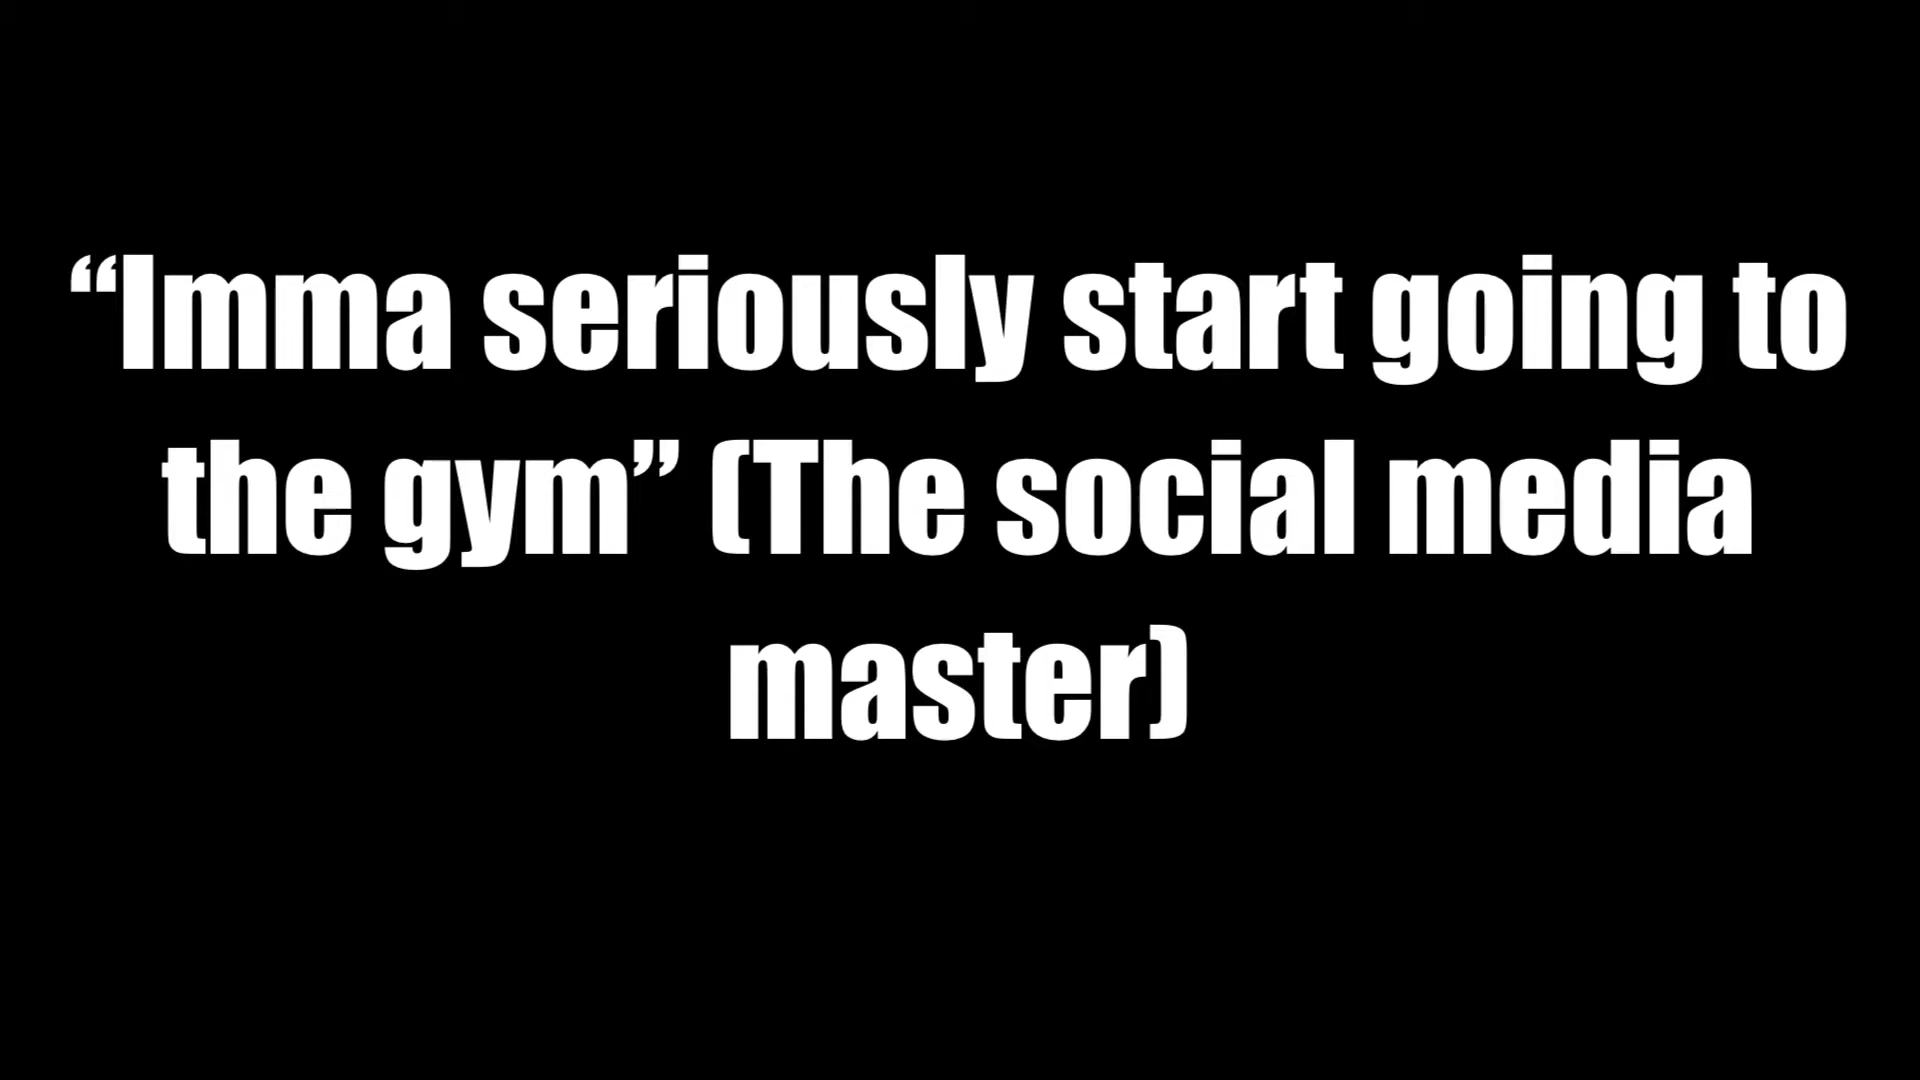 “Imma seriously start going to
the gym” (The social media
master)